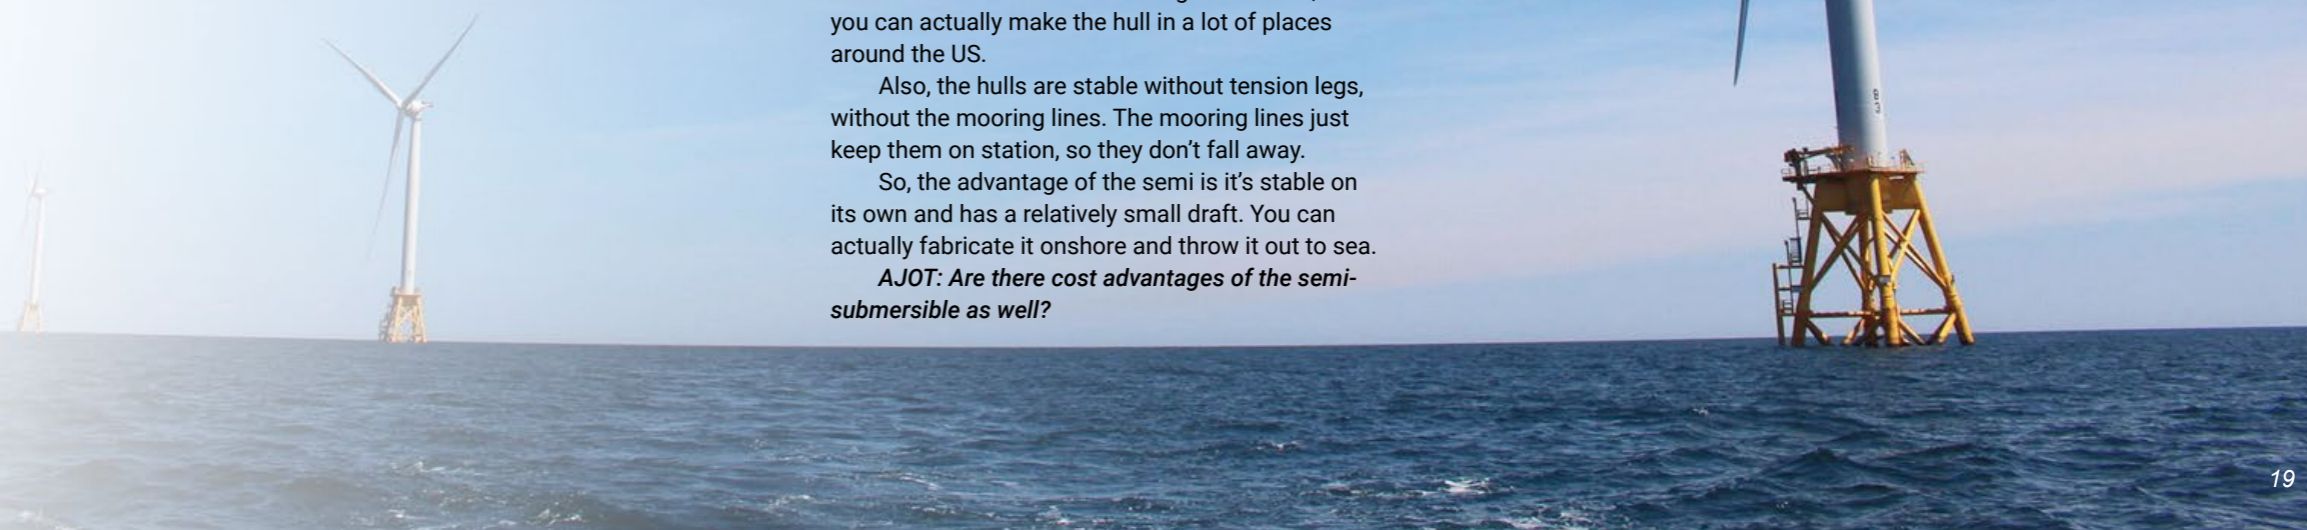 you can actually make the hull in a lot of places
around the US.
Also, the hulls are stable without tension legs,
without the mooring lines. The mooring lines just
keep them on station, so they don’t fall away.
So, the advantage of the semi is it’s stable on
its own and has a relatively small draft. You can
actually fabricate it onshore and throw it out to sea.
AJOT: Are there cost advantages of the semi-
submersible as well?
19